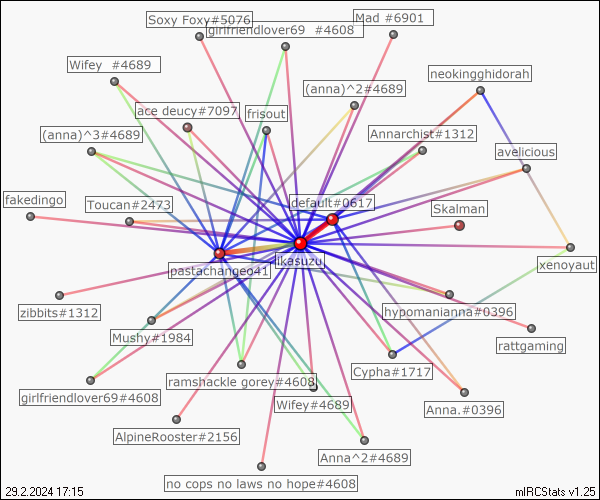 Soxy Foxy#5076
Mad #6901
girlfriendlover69 #4608
Wifey #4689
neokingghidorah
(anna)^2#4689
ace deucy#7097
frisout
(anna)^3#4689
Annarchist#1312
avelicious
fakedingo
Toucan#2473
default#0617
Skalman
ikasuzu
pastachangeo41
xenoyaut
zibbits#1312
hypomanianna#0396
Mushy#1984
rattgaming
Cypha#1717
ramshackle gorey#4608
girlfriendlover69#4608
Wifey#4689
Anna.#0396
AlpineRooster#2156
Anna^2#4689
no cops no laws no hope#4608
29.2.2024 17:15
mIRCStats v1.25